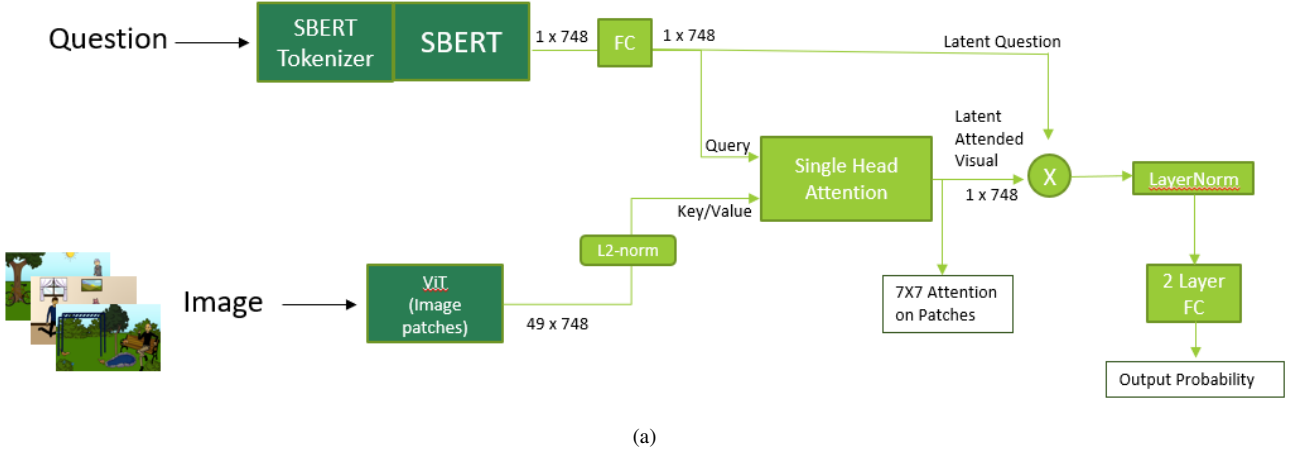 Question
SBERT
Tokenizer
SBERT
1 x 748
FC
1 x 748
Latent Question
Query
Key/Value
Single Head
Attention
Latent
Attended
Visual
1 x 748
X
LayerNorm
L2-norm
Image
ViT
(Image
patches)
49 x 748
7X7 Attention
on Patches
2 Layer
FC
Output Probability
(a)